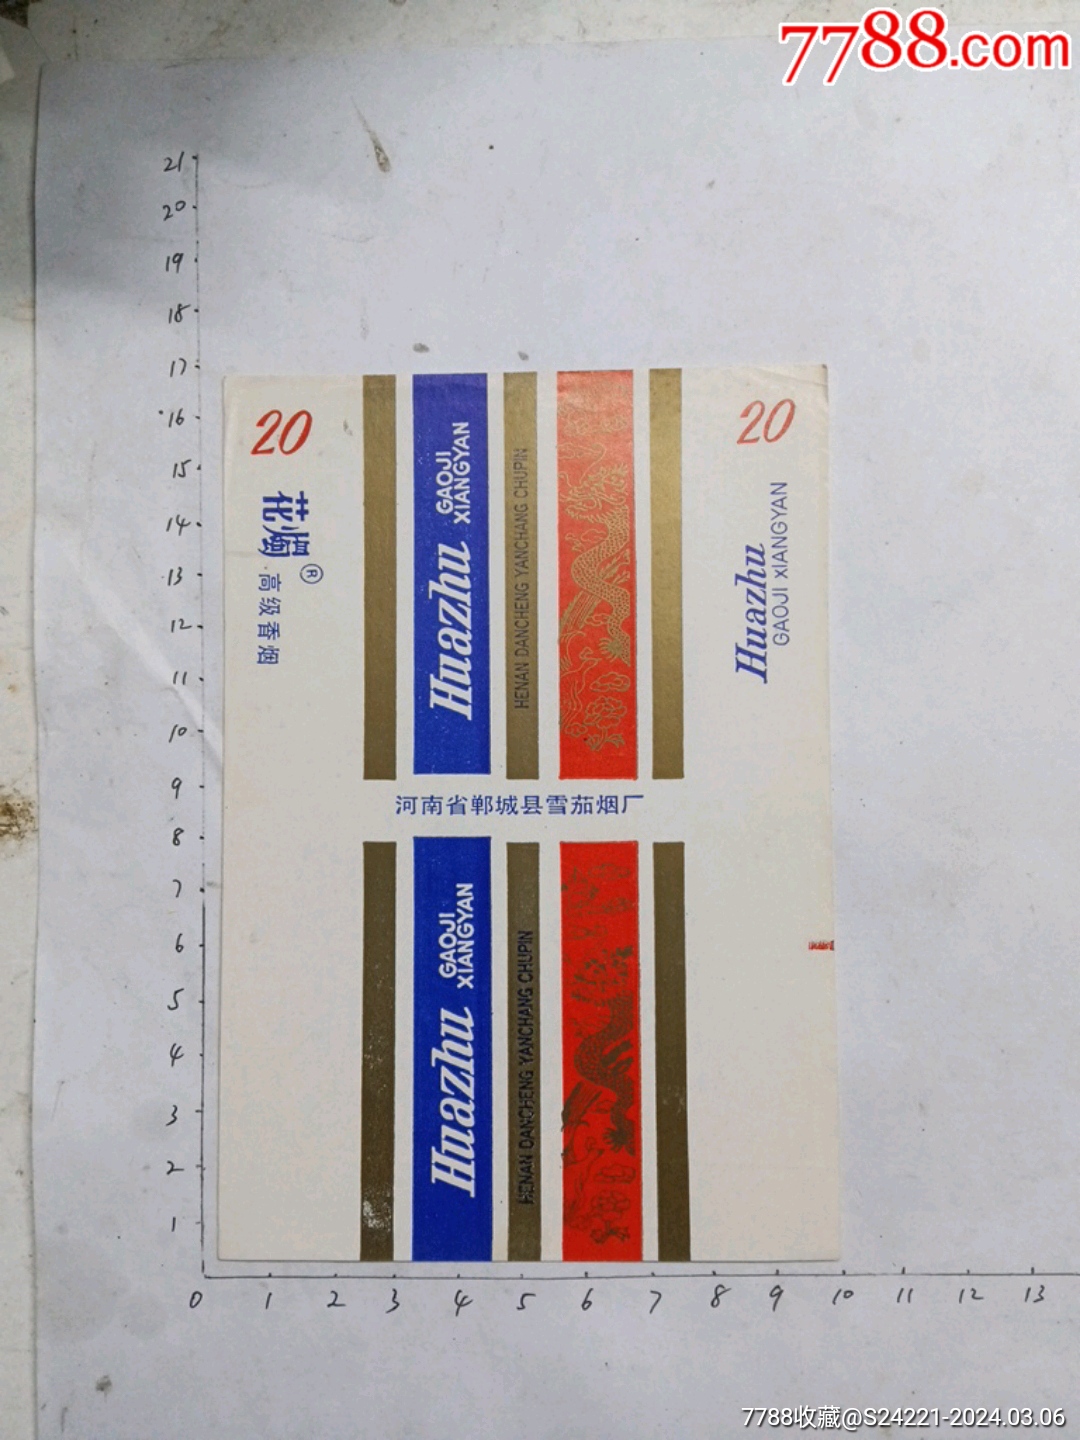 7788.com
21
20
19
18
17
16
15
14
13
12
11
10
9
8
7
6
5
4
3
2
1
0 1 2 3 4 5 6 7 8 9 10 11 12 13
20
花燭®
高级香烟
Huazhu
GAOJI
XIANGYAN
HENAN DANCHENG YANCHANG CHUPIN
20
Huazhu
GAOJI XIANGYAN
河南省郸城县雪茄烟厂
Huazhu
GAOJI
XIANGYAN
HENAN DANCHENG YANCHANG CHUPIN
7788收藏@S24221-2024.03.06